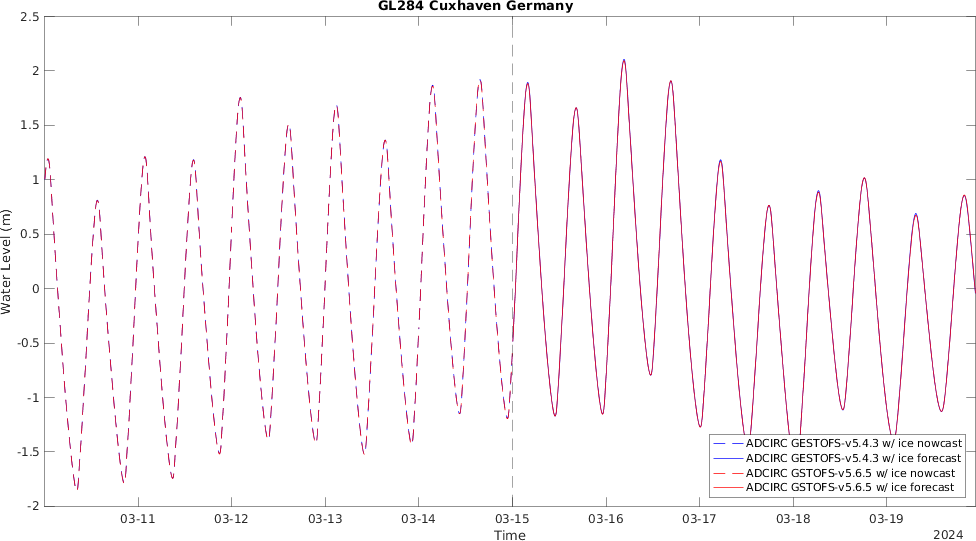 GL284 Cuxhaven Germany
2.5
2
1.5
1
0.5
0
-0.5
-1
-1.5
-2
Water Level (m)
ADCIRC GESTOFS-v5.4.3 w/ ice nowcast
ADCIRC GESTOFS-v5.4.3 w/ ice forecast
ADCIRC GSTOFS-v5.6.5 w/ ice nowcast
ADCIRC GSTOFS-v5.6.5 w/ ice forecast
03-11 03-12 03-13 03-14 03-15 03-16 03-17 03-18 03-19
Time
2024